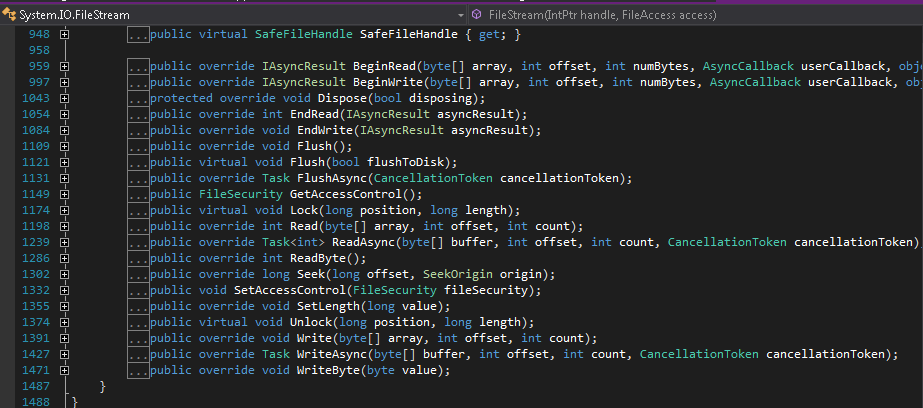 System.IO.FileStream FileStream(IntPtr handle, FileAccess access)
948 ...public virtual SafeFileHandle SafeFileHandle { get; }
958
959 ...public override IAsyncResult BeginRead(byte[] array, int offset, int numBytes, AsyncCallback userCallback, obje
997 ...public override IAsyncResult BeginWrite(byte[] array, int offset, int numBytes, AsyncCallback userCallback, obj
1043 ...protected override void Dispose(bool disposing);
1054 ...public override int EndRead(IAsyncResult asyncResult);
1084 ...public override void EndWrite(IAsyncResult asyncResult);
1109 ...public override void Flush();
1121 ...public virtual void Flush(bool flushToDisk);
1131 ...public override Task FlushAsync(CancellationToken cancellationToken);
1149 ...public FileSecurity GetAccessControl();
1174 ...public virtual void Lock(long position, long length);
1198 ...public override int Read(byte[] array, int offset, int count);
1239 ...public override Task<int> ReadAsync(byte[] buffer, int offset, int count, CancellationToken cancellationToken)
1286 ...public override int ReadByte();
1302 ...public override long Seek(long offset, SeekOrigin origin);
1332 ...public void SetAccessControl(FileSecurity fileSecurity);
1355 ...public override void SetLength(long value);
1374 ...public virtual void Unlock(long position, long length);
1391 ...public override void Write(byte[] array, int offset, int count);
1427 ...public override Task WriteAsync(byte[] buffer, int offset, int count, CancellationToken cancellationToken);
1471 ...public override void WriteByte(byte value);
1487 }
1488 }